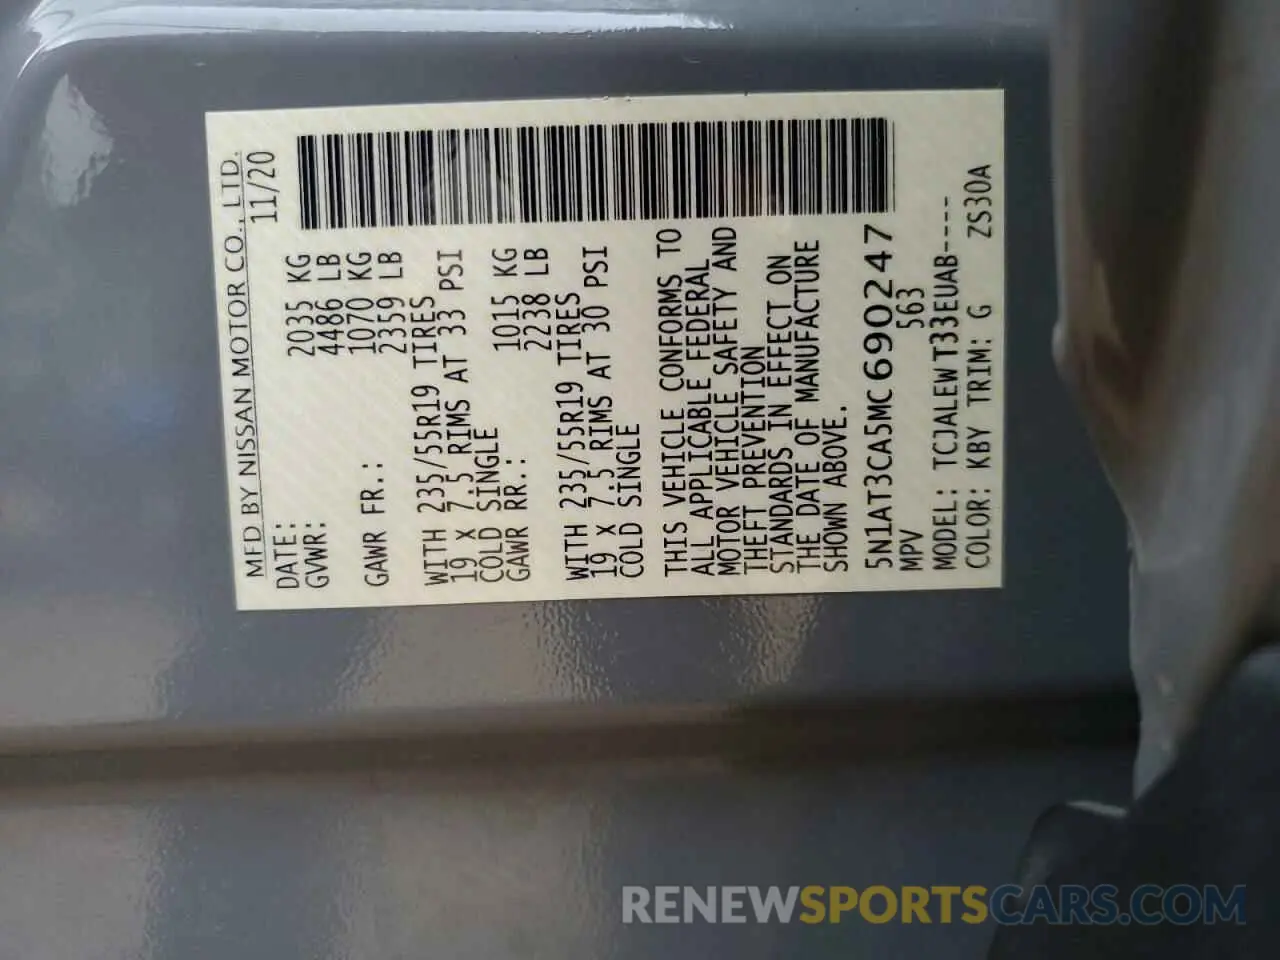 MFD BY NISSAN MOTOR CO., LTD.
DATE: 11/20
GVWR: 2035 KG
4486 LB
GAWR FR.: 1070 KG
2359 LB
WITH 235/55R19 TIRES
19 X 7.5 RIMS AT 33 PSI
COLD SINGLE
GAWR RR.: 1015 KG
2238 LB
WITH 235/55R19 TIRES
19 X 7.5 RIMS AT 30 PSI
COLD SINGLE
THIS VEHICLE CONFORMS TO
ALL APPLICABLE FEDERAL
MOTOR VEHICLE SAFETY AND
THEFT PREVENTION
STANDARDS IN EFFECT ON
THE DATE OF MANUFACTURE
SHOWN ABOVE.
5N1AT3CA5MC690247
MPV 563
MODEL: TCJALEWT33EUAB----
COLOR: KBY TRIM: G ZS30A
RENEWSPORTSCARS.COM